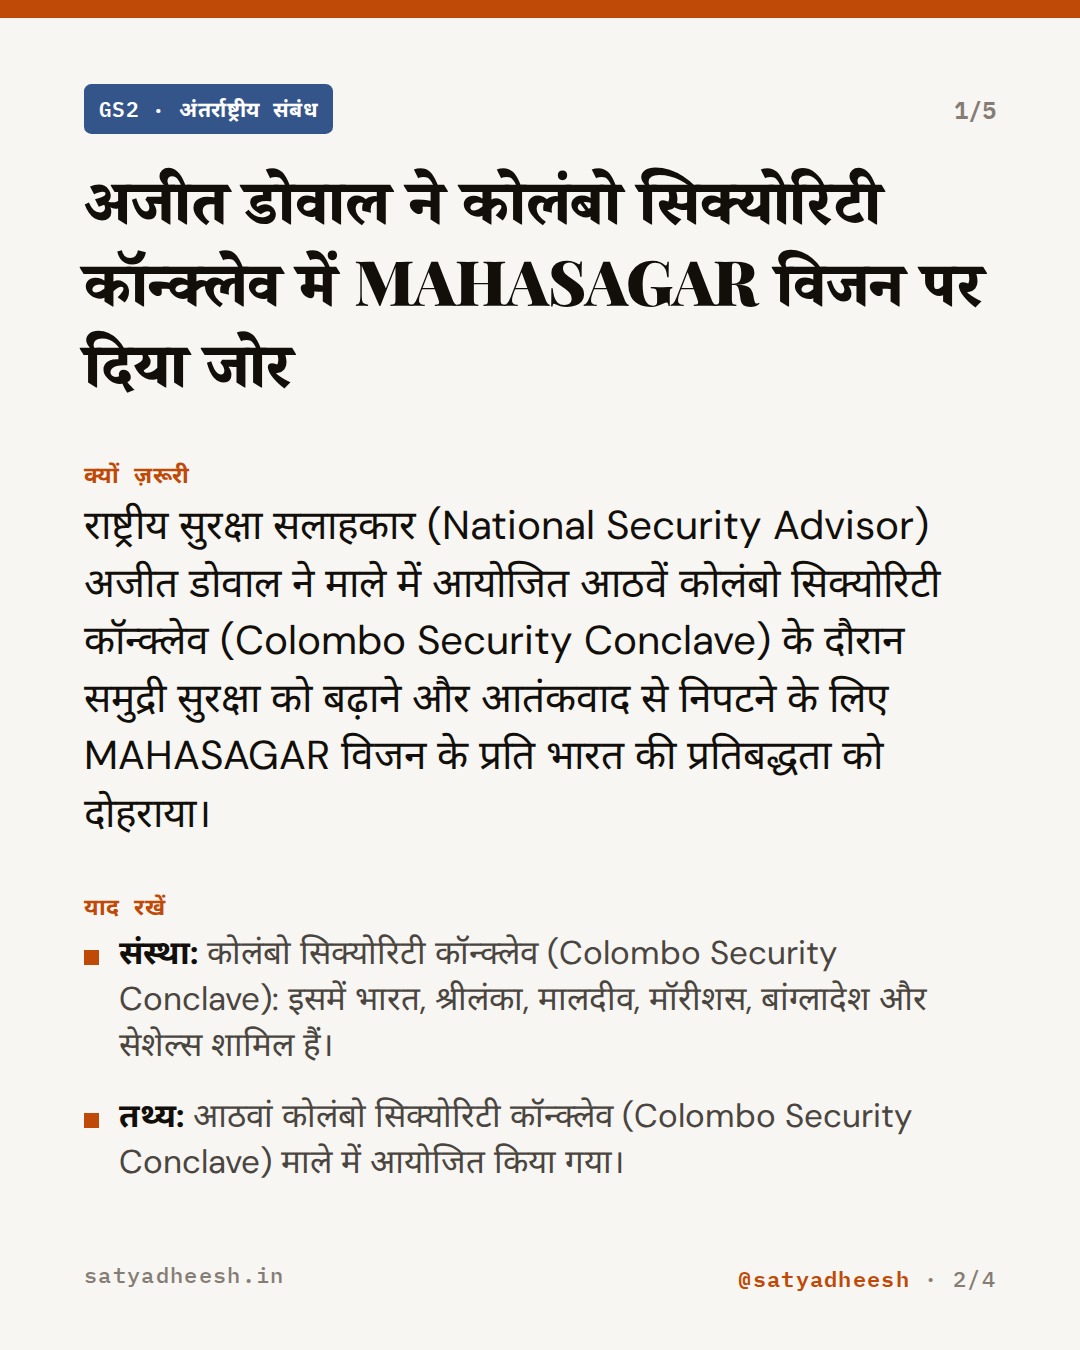 GS2 · अंतर्राष्ट्रीय संबंध
1/5
अजीत डोवाल ने कोलंबो सिक्योरिटी
कॉन्क्लेव में MAHASAGAR विजन पर
दिया जोर
क्यों ज़रूरी
राष्ट्रीय सुरक्षा सलाहकार (National Security Advisor)
अजीत डोवाल ने माले में आयोजित आठवें कोलंबो सिक्योरिटी
कॉन्क्लेव (Colombo Security Conclave) के दौरान
समुद्री सुरक्षा को बढ़ाने और आतंकवाद से निपटने के लिए
MAHASAGAR विजन के प्रति भारत की प्रतिबद्धता को
दोहराया।
याद रखें
संस्था: कोलंबो सिक्योरिटी कॉन्क्लेव (Colombo Security
Conclave): इसमें भारत, श्रीलंका, मालदीव, मॉरीशस, बांग्लादेश और
सेशेल्स शामिल हैं।
तथ्य: आठवां कोलंबो सिक्योरिटी कॉन्क्लेव (Colombo Security
Conclave) माले में आयोजित किया गया।
satyadheesh.in
@satyadheesh · 2/4